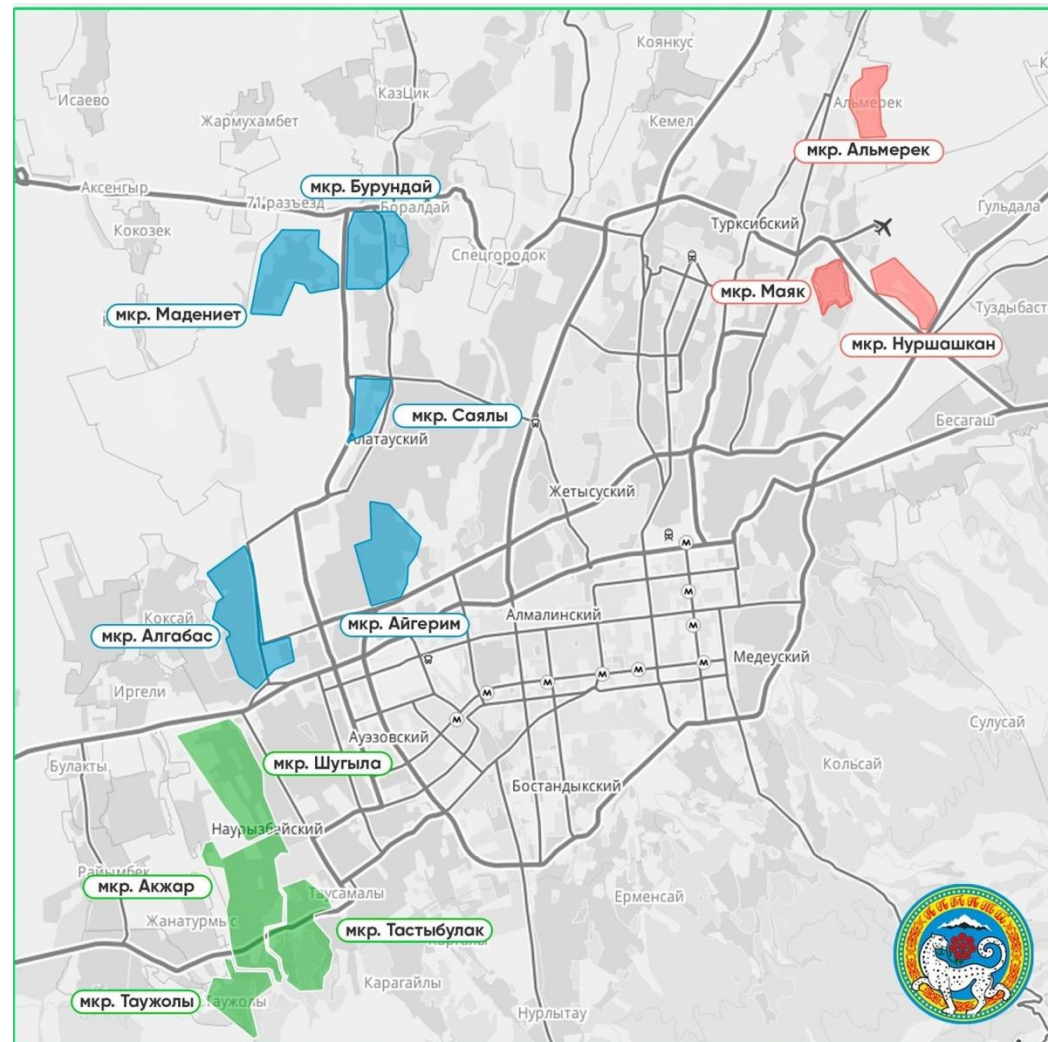 Коянкус
Исаево
КазЦик
Альмерек
Жармухамбет
Кемел
мкр. Альмерек
мкр. Бурундай
Аксенгыр
71 разъезд
Боралдай
Гульдала
Кокозек
Турксибский
Спецгородок
мкр. Маяк
мкр. Мадениет
Туздыбаст
мкр. Нуршашкан
мкр. Саялы
Бесагаш
Алатауский
Жетысуский
М
М
Коксай
Алмалинский
мкр. Айгерим
М
мкр. Алгабас
Медеуский
М
М
М
М
Иргели
М
М
Сулусай
Ауэзовский
Булакты
мкр. Шугыла
Кольсай
Бостандыкский
Наурызбайский
Райымбек
мкр. Акжар
Таусамалы
Ерменсай
Жанатурмыс
мкр. Тастыбулак
Карагайлы
мкр. Таужолы
Таужолы
Нурлытау